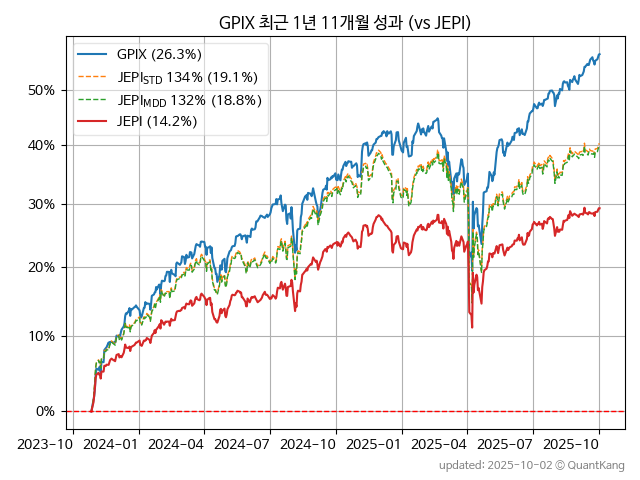 GPIX 최근 1년 11개월 성과 (vs JEPI)
GPIX (26.3%)
JEPI_STD 134% (19.1%)
JEPI_MDD 132% (18.8%)
JEPI (14.2%)
50%
40%
30%
20%
10%
0%
2023-10 2024-01 2024-04 2024-07 2024-10 2025-01 2025-04 2025-07 2025-10
updated: 2025-10-02 © QuantKang